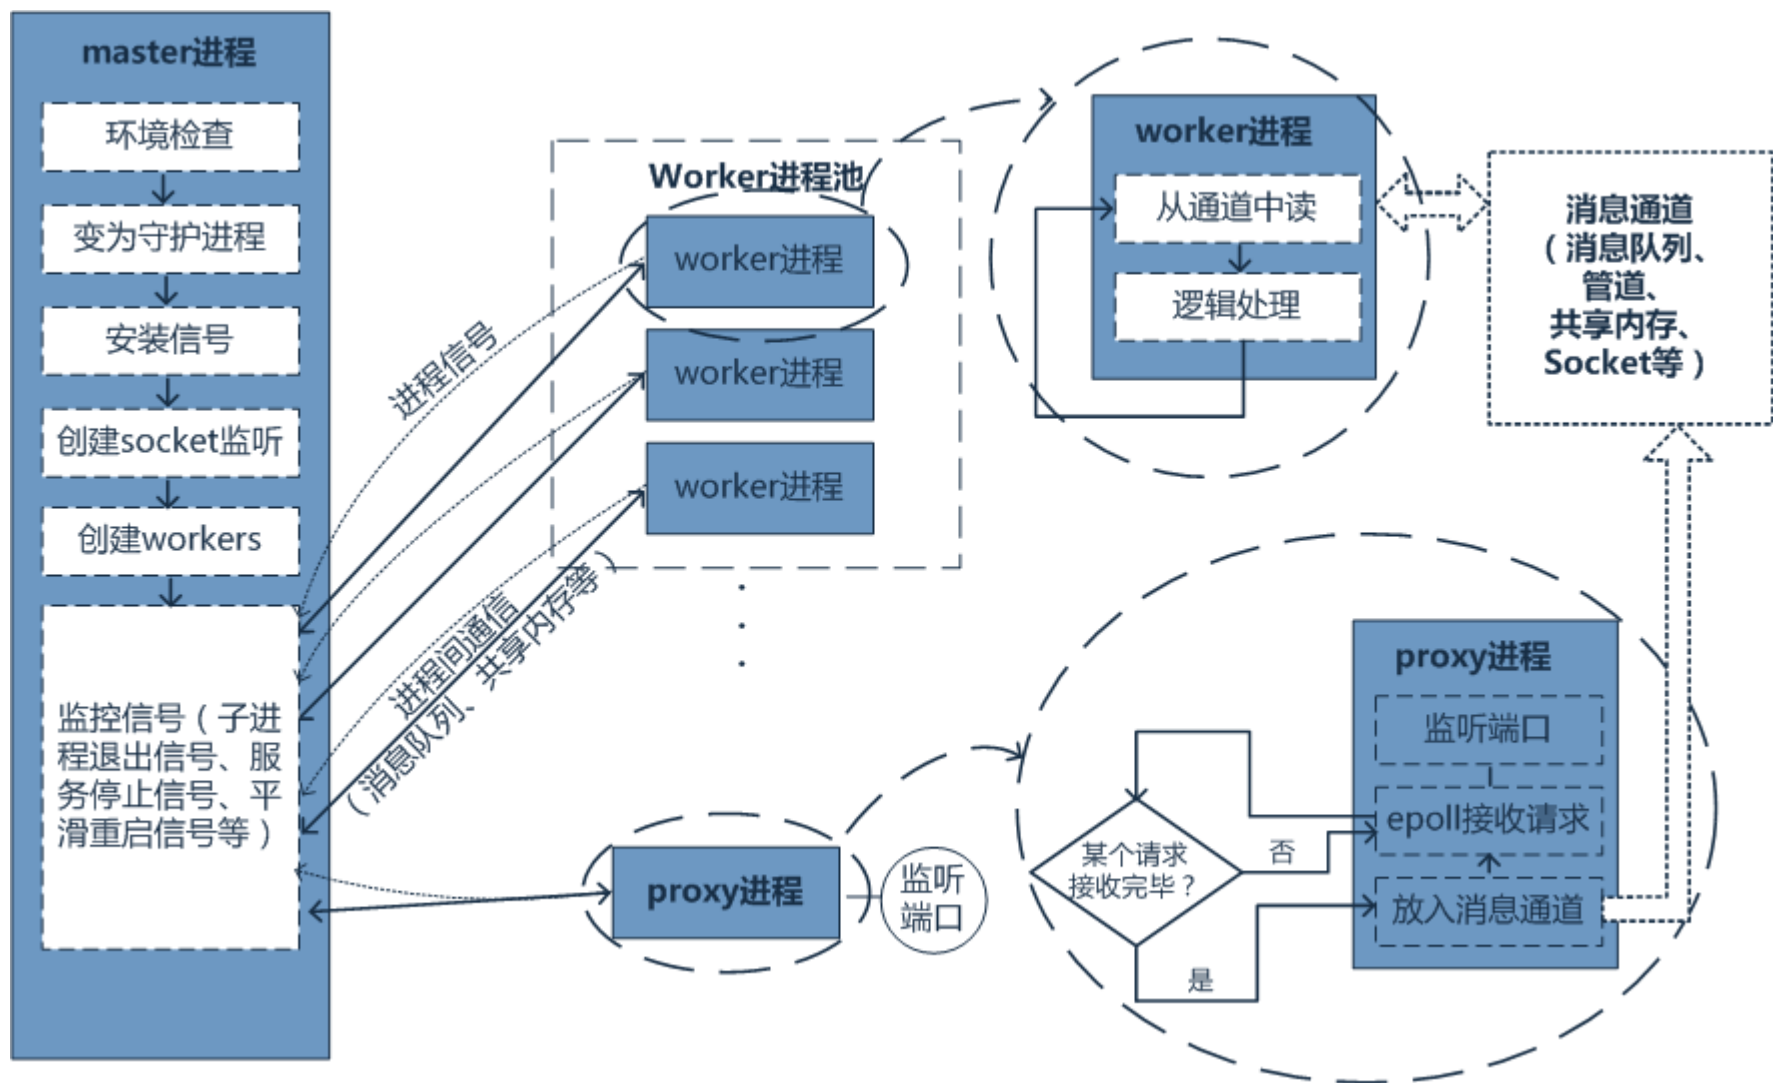 master进程
环境检查
变为守护进程
安装信号
创建socket监听
创建workers
监控信号（子进
程退出信号、服
务停止信号、平
滑重启信号等）
进程信号
进程间通信
（消息队列、共享内存等）
Worker进程池
worker进程
worker进程
worker进程
proxy进程
监听
端口
worker进程
从通道中读
逻辑处理
消息通道
（消息队列、
管道、
共享内存、
Socket等）
proxy进程
监听端口
epoll接收请求
放入消息通道
某个请求
接收完毕？
否
是